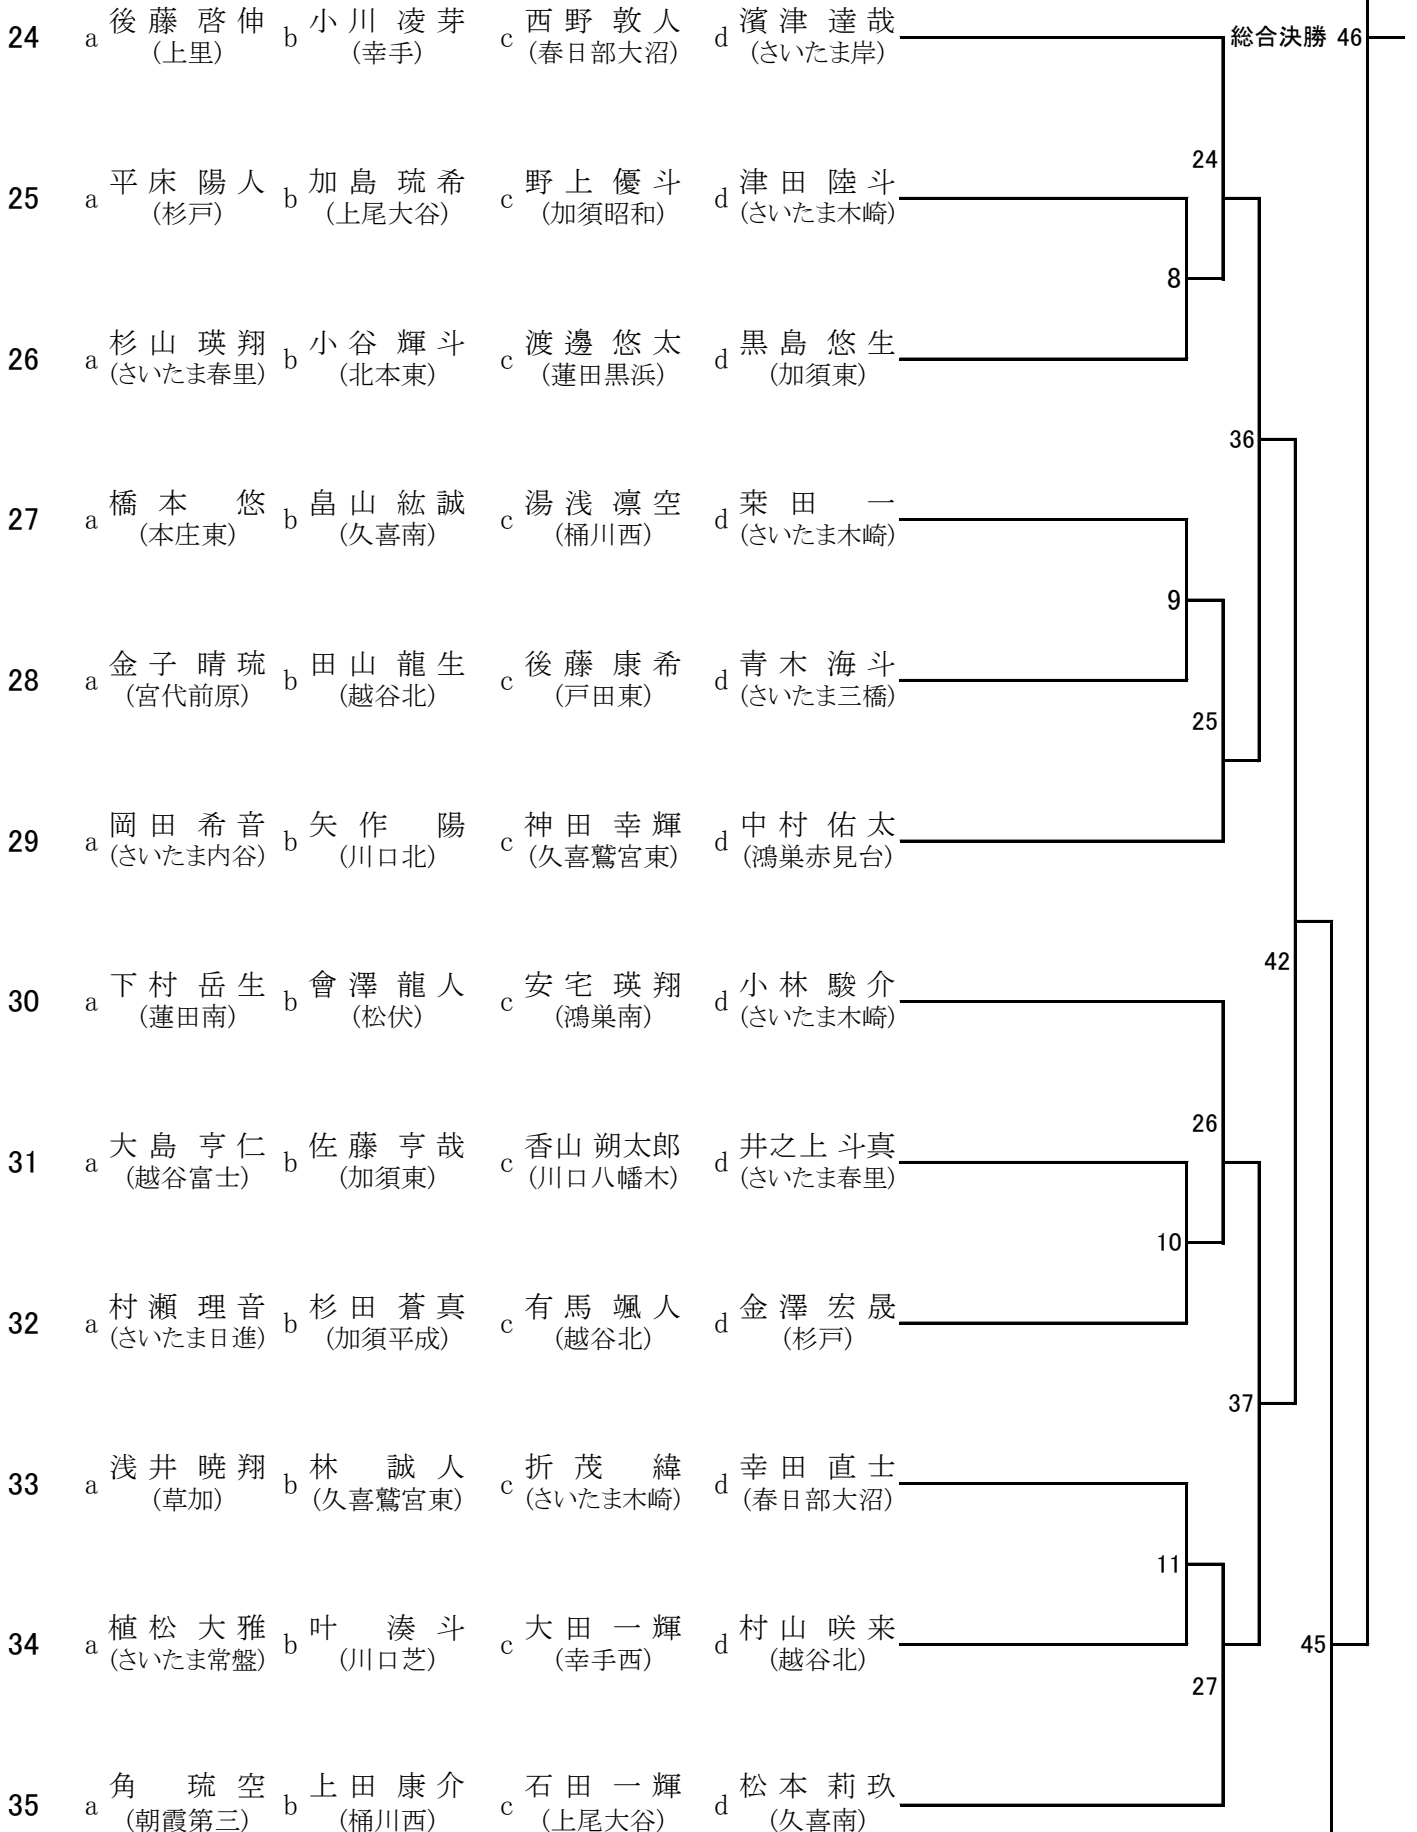 24 a 後藤 啓伸 b 小川 凌芽 c 西野 敦人 d 濱津 達哉 総合決勝 46
(上里) (幸手) (春日部大沼) (さいたま岸)
24
25 a 平床 陽人 b 加島 琉希 c 野上 優斗 d 津田 陸斗
(杉戸) (上尾大谷) (加須昭和) (さいたま木崎)
8
26 a 杉山 瑛翔 b 小谷 輝斗 c 渡邊 悠太 d 黒島 悠生
(さいたま春里) (北本東) (蓮田黒浜) (加須東)
36
27 a 橋本 悠 b 畠山 紘誠 c 湯浅 凛空 d 桒田 一
(本庄東) (久喜南) (桶川西) (さいたま木崎)
9
28 a 金子 晴琉 b 田山 龍生 c 後藤 康希 d 青木 海斗
(宮代前原) (越谷北) (戸田東) (さいたま三橋)
25
29 a 岡田 希音 b 矢作 陽 c 神田 幸輝 d 中村 佑太
(さいたま内谷) (川口北) (久喜鷲宮東) (鴻巣赤見台)
42
30 a 下村 岳生 b 會澤 龍人 c 安宅 瑛翔 d 小林 駿介
(蓮田南) (松伏) (鴻巣南) (さいたま木崎)
26
31 a 大島 亨仁 b 佐藤 亨哉 c 香山 朔太郎 d 井之上 斗真
(越谷富士) (加須東) (川口八幡木) (さいたま春里)
10
32 a 村瀬 理音 b 杉田 蒼真 c 有馬 颯人 d 金澤 宏晟
(さいたま日進) (加須平成) (越谷北) (杉戸)
37
33 a 浅井 暁翔 b 林 誠人 c 折茂 緯 d 幸田 直士
(草加) (久喜鷲宮東) (さいたま木崎) (春日部大沼)
11
34 a 植松 大雅 b 叶 湊斗 c 大田 一輝 d 村山 咲来 45
(さいたま常盤) (川口芝) (幸手西) (越谷北)
27
35 a 角 琉空 b 上田 康介 c 石田 一輝 d 松本 莉玖
(朝霞第三) (桶川西) (上尾大谷) (久喜南)